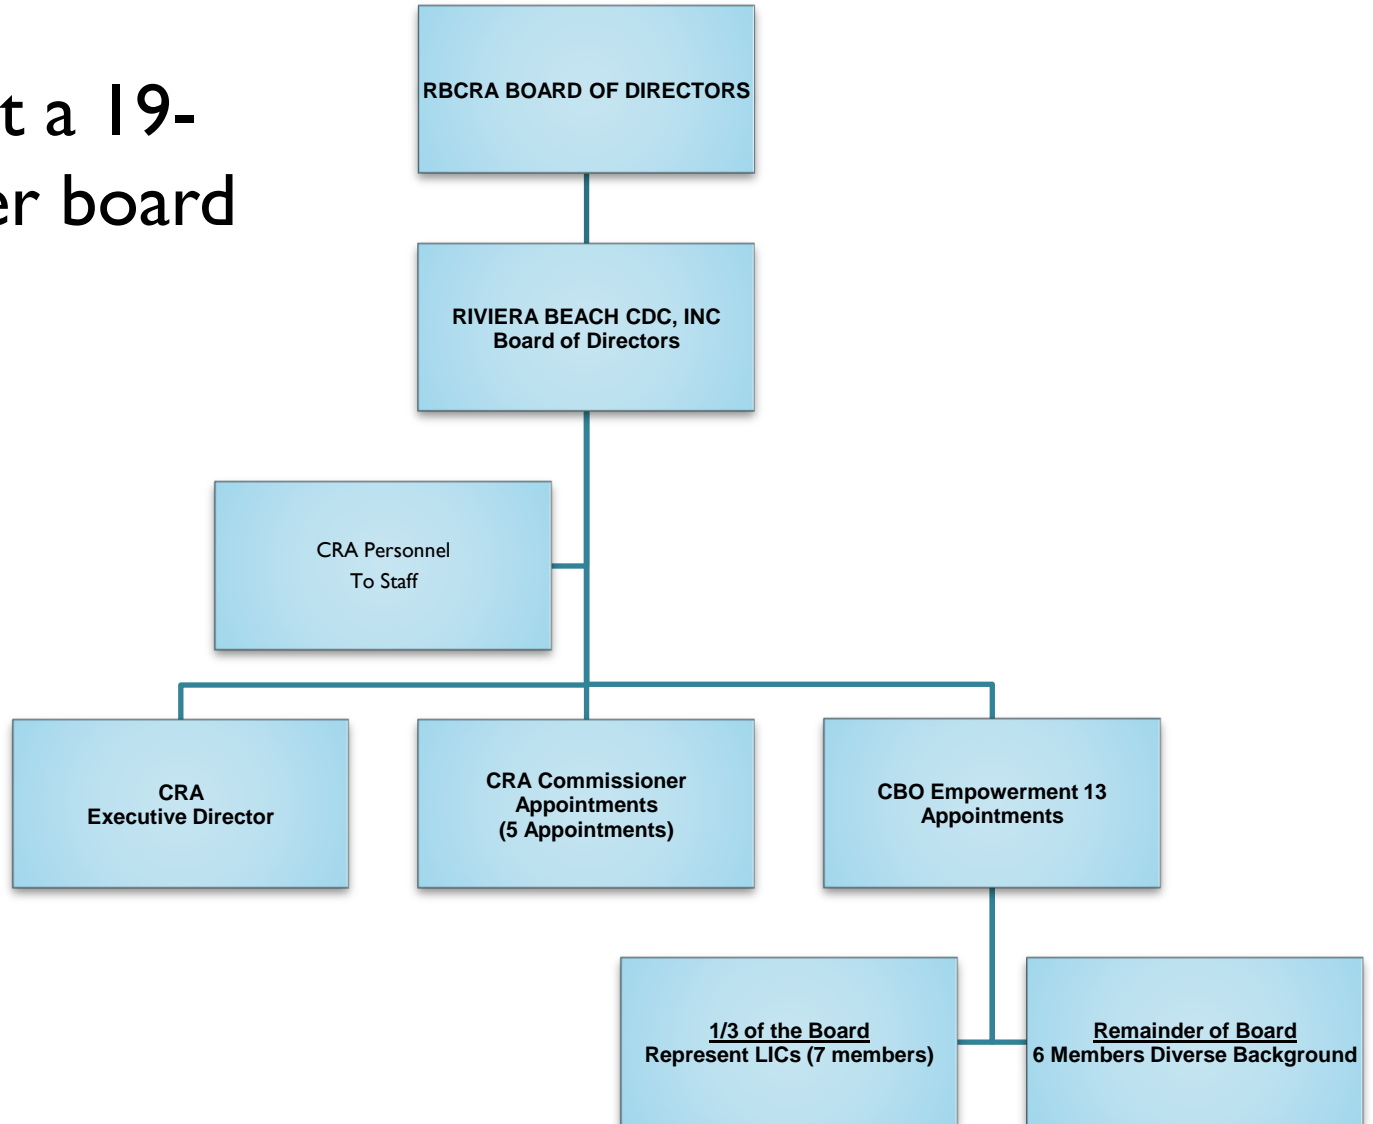 t a 19-
er board
RBCRA BOARD OF DIRECTORS
RIVIERA BEACH CDC, INC
Board of Directors
CRA Personnel
To Staff
CRA
Executive Director
CRA Commissioner
Appointments
(5 Appointments)
CBO Empowerment 13
Appointments
1/3 of the Board
Represent LICs (7 members)
Remainder of Board
6 Members Diverse Background